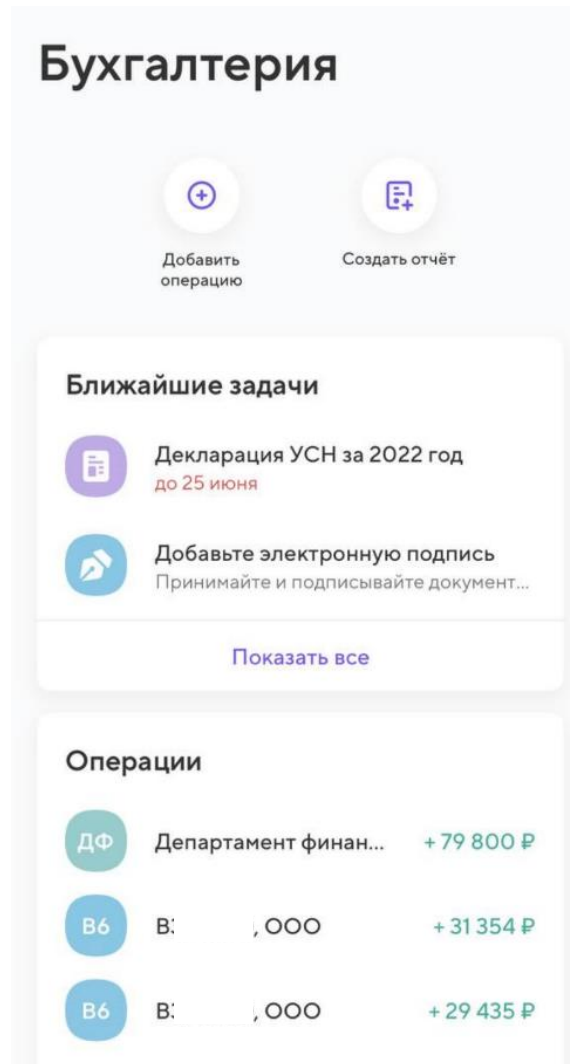 Бухгалтерия
Добавить
операцию
Создать отчёт
Ближайшие задачи
Декларация УСН за 2022 год
до 25 июня
Добавьте электронную подпись
Принимайте и подписывайте документ...
Показать все
Операции
ДФ
Департамент финан...
+ 79 800 ₽
В6
, ООО
+ 31 354 ₽
В6
, ООО
+ 29 435 ₽